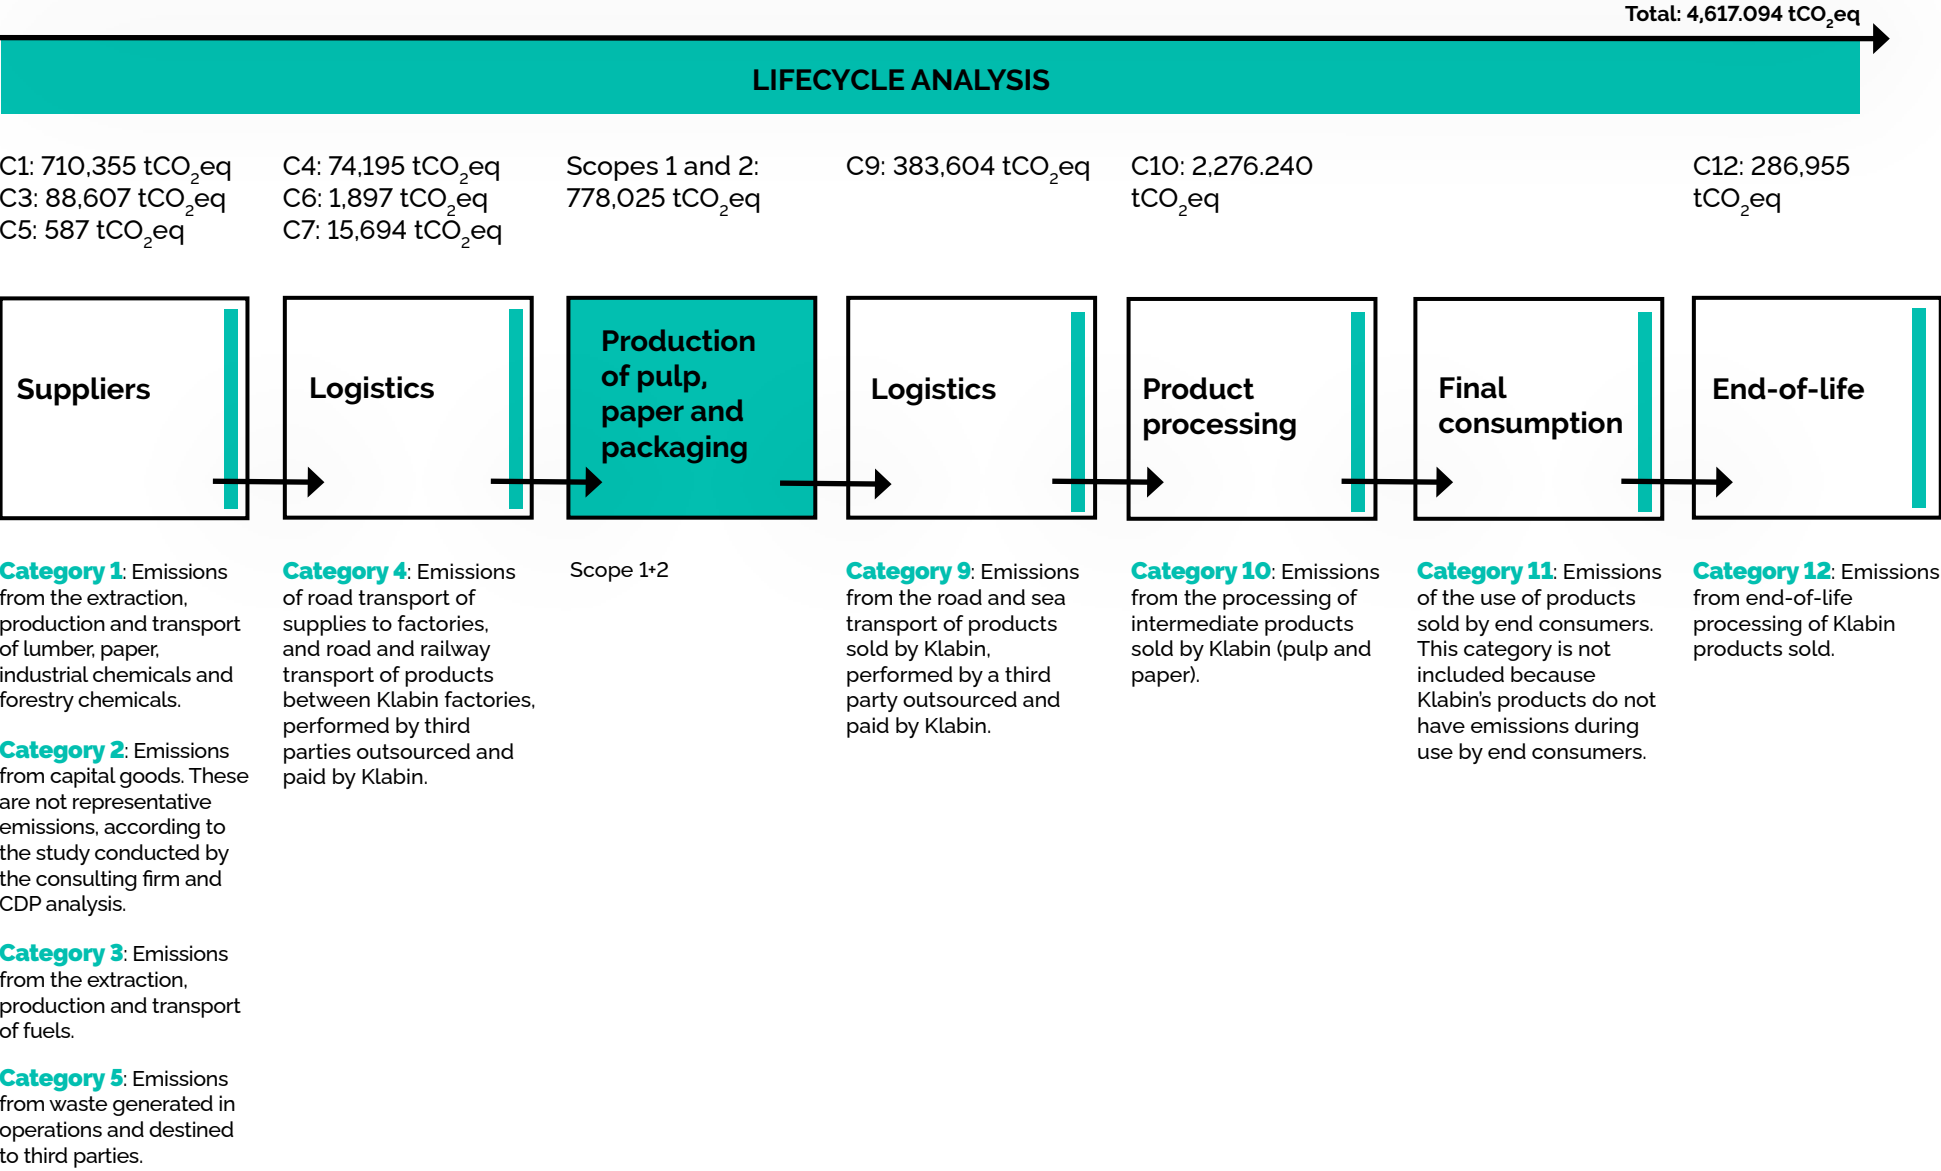 Total: 4,617.094 tCO2eq
LIFECYCLE ANALYSIS
C1: 710,355 tCO2eq
C3: 88,607 tCO2eq
C5: 587 tCO2eq
C4: 74,195 tCO2eq
C6: 1,897 tCO2eq
C7: 15,694 tCO2eq
Scopes 1 and 2:
778,025 tCO2eq
C9: 383,604 tCO2eq
C10: 2,276.240
tCO2eq
C12: 286,955
tCO2eq
Suppliers
Logistics
Production
of pulp,
paper and
packaging
Logistics
Product
processing
Final
consumption
End-of-life
Category 1: Emissions
from the extraction,
production and transport
of lumber, paper,
industrial chemicals and
forestry chemicals.
Category 2: Emissions
from capital goods. These
are not representative
emissions, according to
the study conducted by
the consulting firm and
CDP analysis.
Category 3: Emissions
from the extraction,
production and transport
of fuels.
Category 5: Emissions
from waste generated in
operations and destined
to third parties.
Category 4: Emissions
of road transport of
supplies to factories,
and road and railway
transport of products
between Klabin factories,
performed by third
parties outsourced and
paid by Klabin.
Scope 1+2
Category 9: Emissions
from the road and sea
transport of products
sold by Klabin,
performed by a third
party outsourced and
paid by Klabin.
Category 10: Emissions
from the processing of
intermediate products
sold by Klabin (pulp and
paper).
Category 11: Emissions
of the use of products
sold by end consumers.
This category is not
included because
Klabin's products do not
have emissions during
use by end consumers.
Category 12: Emissions
from end-of-life
processing of Klabin
products sold.